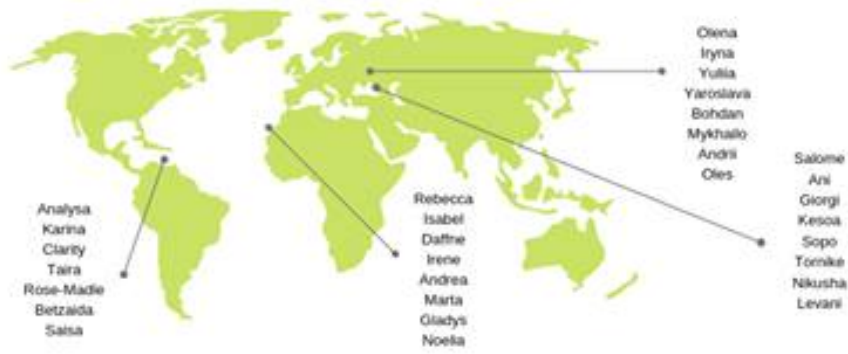 Olena
Iryna
Yuliia
Yaroslava
Bohdan
Mykhailo
Andrii
Oles
Salome
Ani
Giorgi
Kesoa
Sopo
Tornike
Nikusha
Levani
Rebecca
Isabel
Daffne
Irene
Andrea
Marta
Gladys
Noelia
Analysa
Karina
Clarity
Taira
Rose-Madie
Betzaida
Saisa